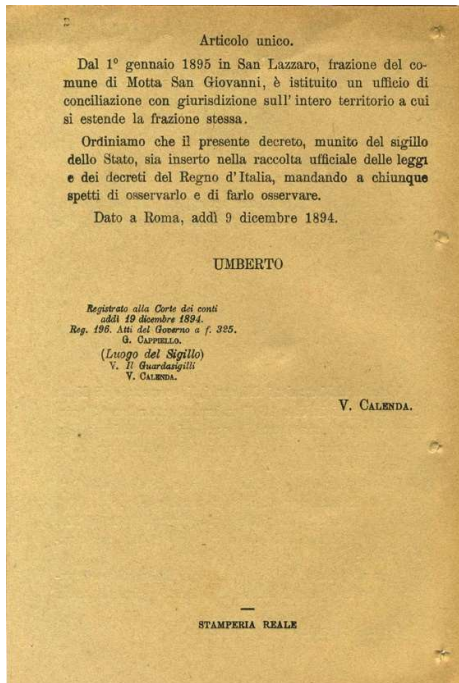 Articolo unico.
Dal 1° gennaio 1895 in San Lazzaro, frazione del co-
mune di Motta San Giovanni, è istituito un ufficio di
conciliazione con giurisdizione sull'intero territorio a cui
si estende la frazione stessa.
Ordiniamo che il presente decreto, munito del sigillo
dello Stato, sia inserto nella raccolta ufficiale delle leggi
e dei decreti del Regno d'Italia, mandando a chiunque
spetti di osservarlo e di farlo osservare.
Dato a Roma, addì 9 dicembre 1894.
UMBERTO
Registrato alla Corte dei conti
addì 19 dicembre 1894.
Reg. 196. Atti del Governo a f. 325.
G. CAPPIELLO.
(Luogo del Sigillo)
V. Il Guardasigilli
V. CALENDA.
V. CALENDA.
STAMPERIA REALE